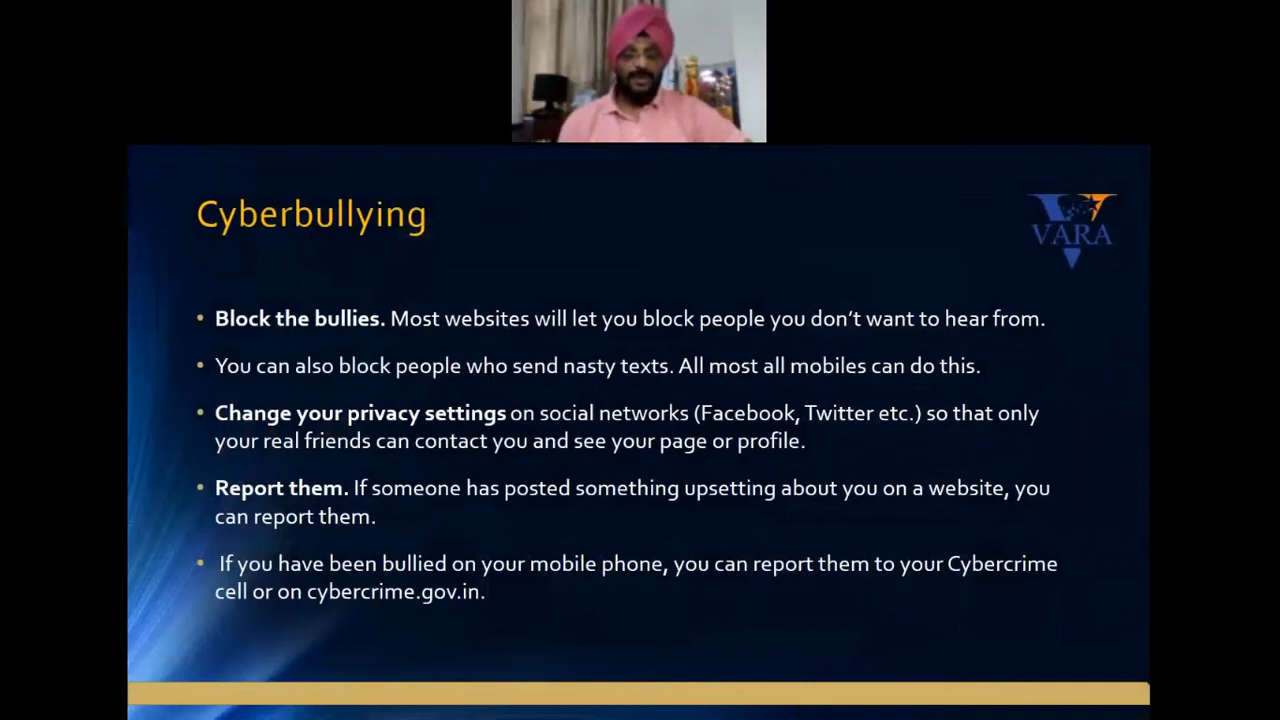 Cyberbullying
VARA
• Block the bullies. Most websites will let you block people you don’t want to hear from.
• You can also block people who send nasty texts. All most all mobiles can do this.
• Change your privacy settings on social networks (Facebook, Twitter etc.) so that only
your real friends can contact you and see your page or profile.
• Report them. If someone has posted something upsetting about you on a website, you
can report them.
• If you have been bullied on your mobile phone, you can report them to your Cybercrime
cell or on cybercrime.gov.in.